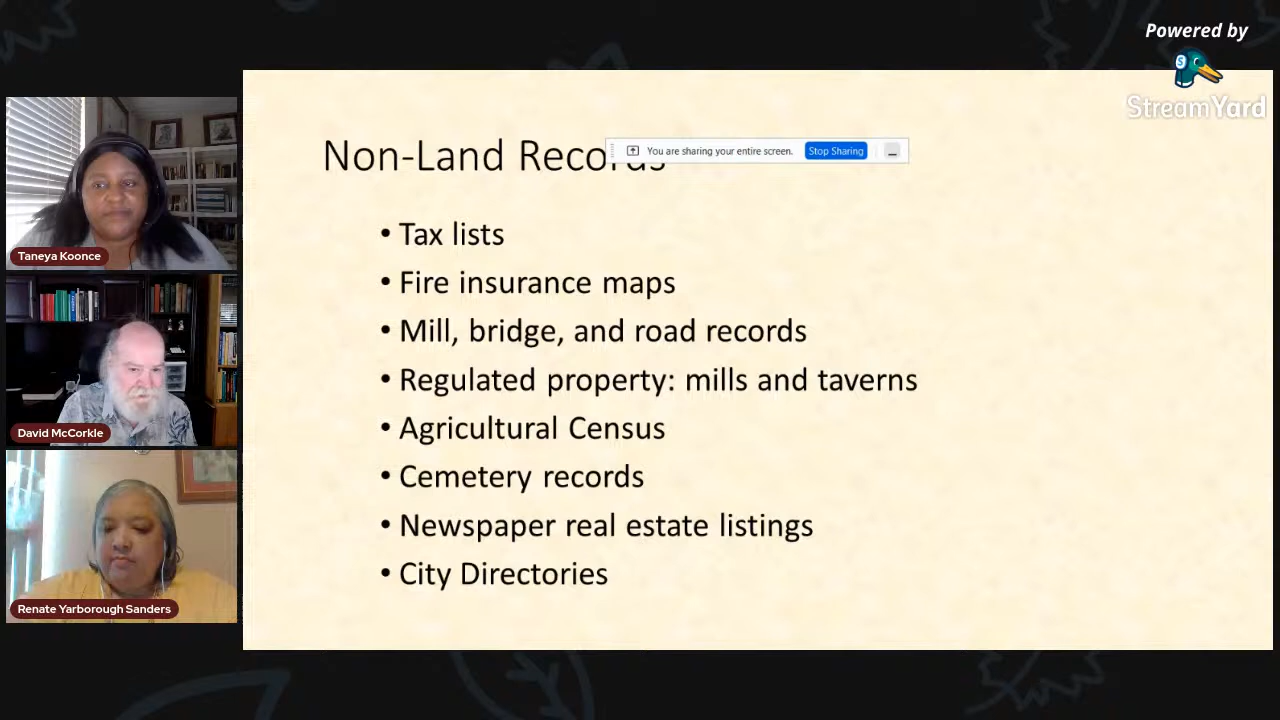 Powered by
StreamYard
Taneya Koonce
David McCorkle
Renate Yarborough Sanders
Non-Land Records
You are sharing your entire screen. Stop Sharing
• Tax lists
• Fire insurance maps
• Mill, bridge, and road records
• Regulated property: mills and taverns
• Agricultural Census
• Cemetery records
• Newspaper real estate listings
• City Directories